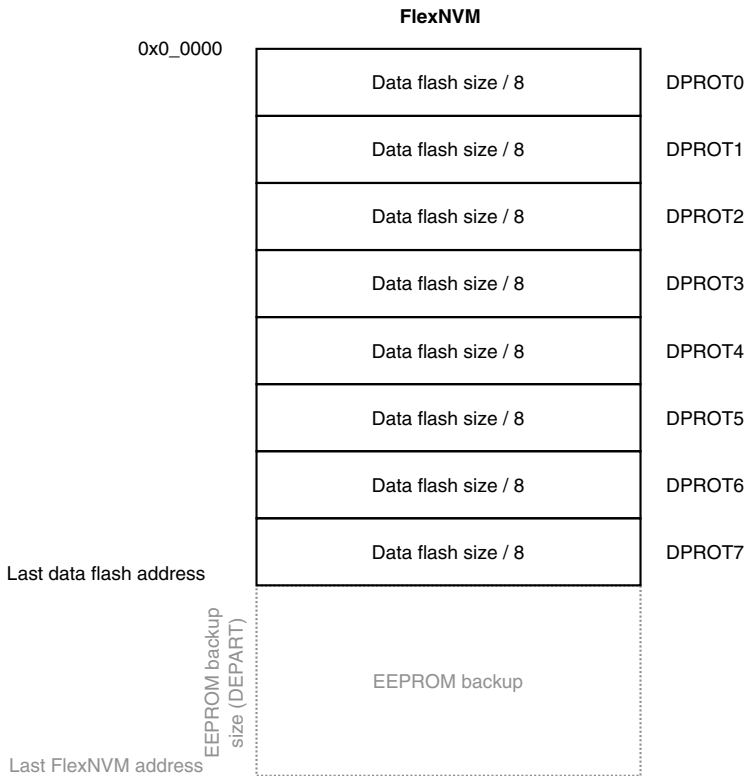 FlexNVM
0x0_0000
Data flash size / 8 DPROT0
Data flash size / 8 DPROT1
Data flash size / 8 DPROT2
Data flash size / 8 DPROT3
Data flash size / 8 DPROT4
Data flash size / 8 DPROT5
Data flash size / 8 DPROT6
Data flash size / 8 DPROT7
Last data flash address
EEPROM backup
size (DEPART)
EEPROM backup
Last FlexNVM address